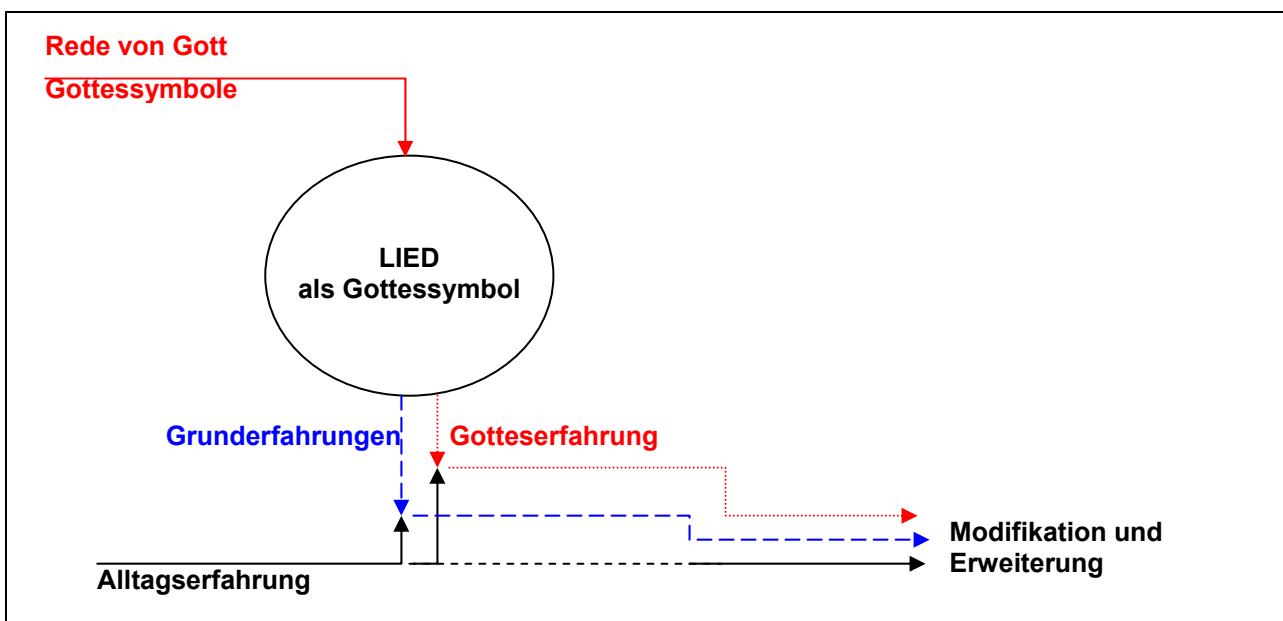 Rede von Gott
Gottessymbole
LIED
als Gottessymbol
Grunderfahrungen
Gotteserfahrung
Modifikation und
Erweiterung
Alltagserfahrung